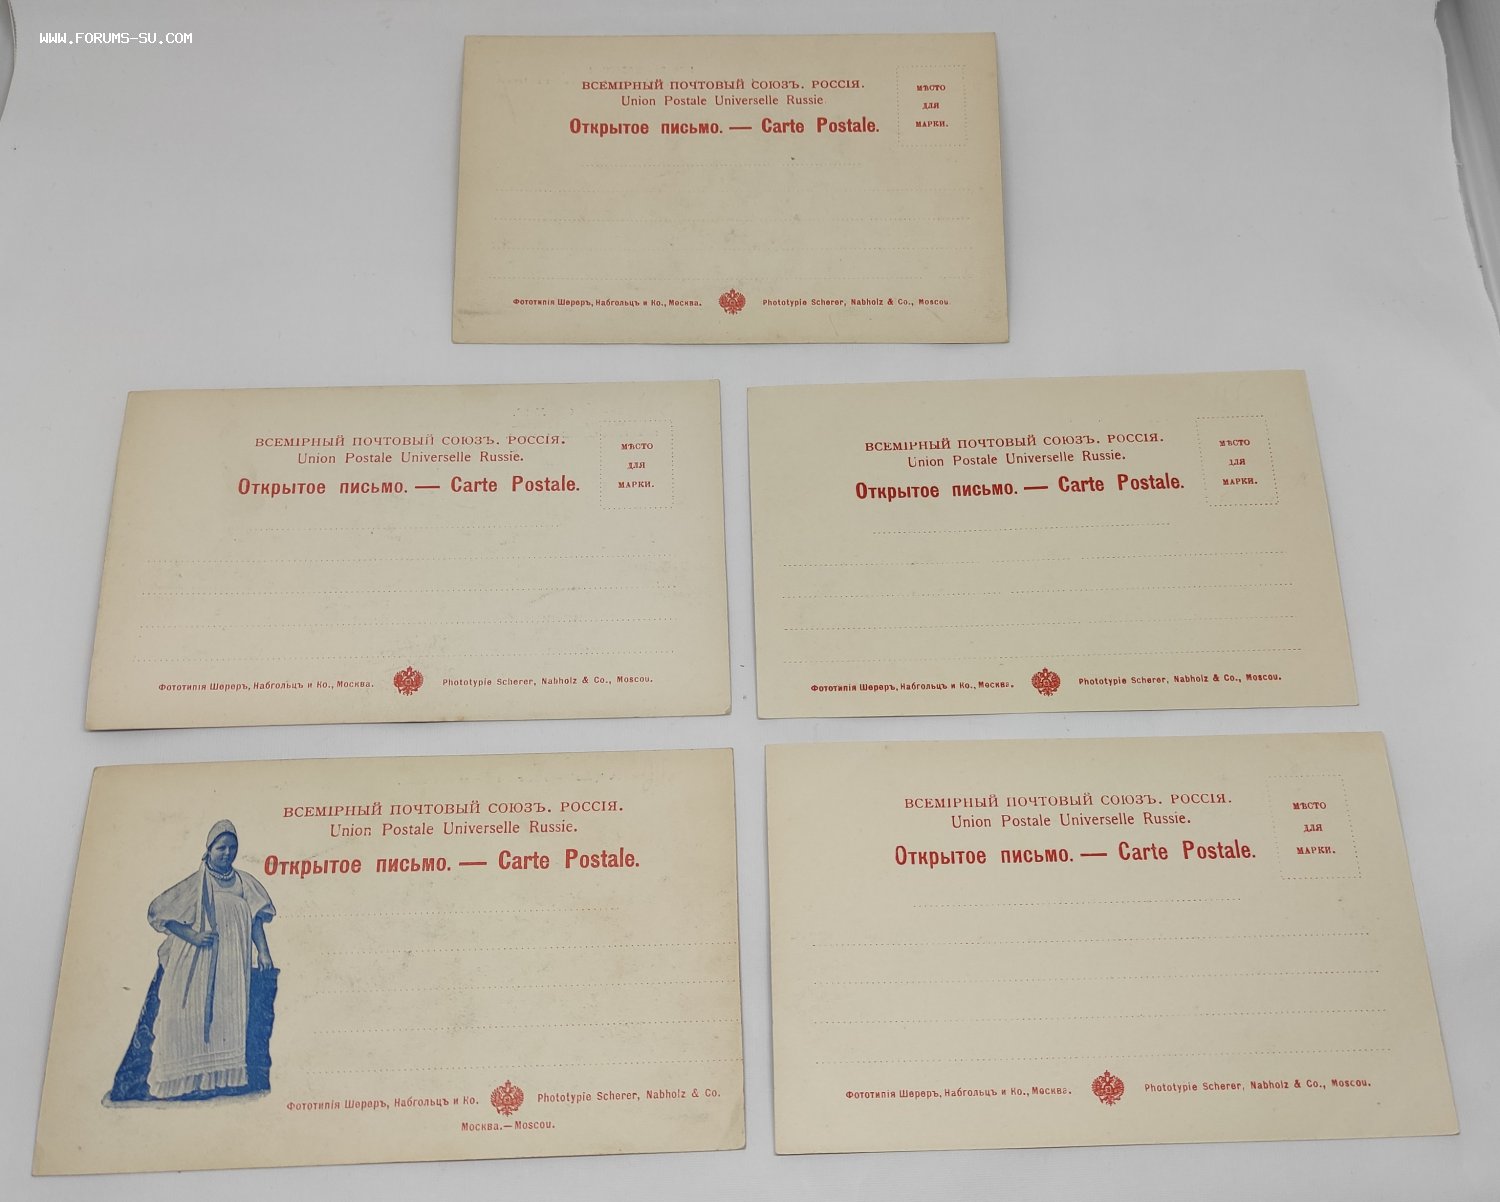 WWW.FORUMS-SU.COM
ВСЕМІРНЫЙ ПОЧТОВЫЙ СОЮЗЪ. РОССІЯ.
Union Postale Universelle Russie.
Открытое письмо. — Carte Postale.
МѢСТО
ДЛЯ
МАРКИ.
Фототипія Шереръ, Набгольцъ и Ко., Москва.
Phototypie Scherer, Nabholz & Co., Moscou.
ВСЕМІРНЫЙ ПОЧТОВЫЙ СОЮЗЪ. РОССІЯ.
Union Postale Universelle Russie.
Открытое письмо. — Carte Postale.
МѢСТО
ДЛЯ
МАРКИ.
Фототипія Шереръ, Набгольцъ и Ко., Москва.
Phototypie Scherer, Nabholz & Co., Moscou.
ВСЕМІРНЫЙ ПОЧТОВЫЙ СОЮЗЪ. РОССІЯ.
Union Postale Universelle Russie.
Открытое письмо. — Carte Postale.
МѢСТО
ДЛЯ
МАРКИ.
Фототипія Шереръ, Набгольцъ и Ко., Москва.
Phototypie Scherer, Nabholz & Co., Moscou.
ВСЕМІРНЫЙ ПОЧТОВЫЙ СОЮЗЪ. РОССІЯ.
Union Postale Universelle Russie.
Открытое письмо. — Carte Postale.
Фототипія Шереръ, Набгольцъ и Ко.
Phototypie Scherer, Nabholz & Co.
Москва.—Moscou.
ВСЕМІРНЫЙ ПОЧТОВЫЙ СОЮЗЪ. РОССІЯ.
Union Postale Universelle Russie.
Открытое письмо. — Carte Postale.
МѢСТО
ДЛЯ
МАРКИ.
Фототипія Шереръ, Набгольцъ и Ко., Москва.
Phototypie Scherer, Nabholz & Co., Moscou.